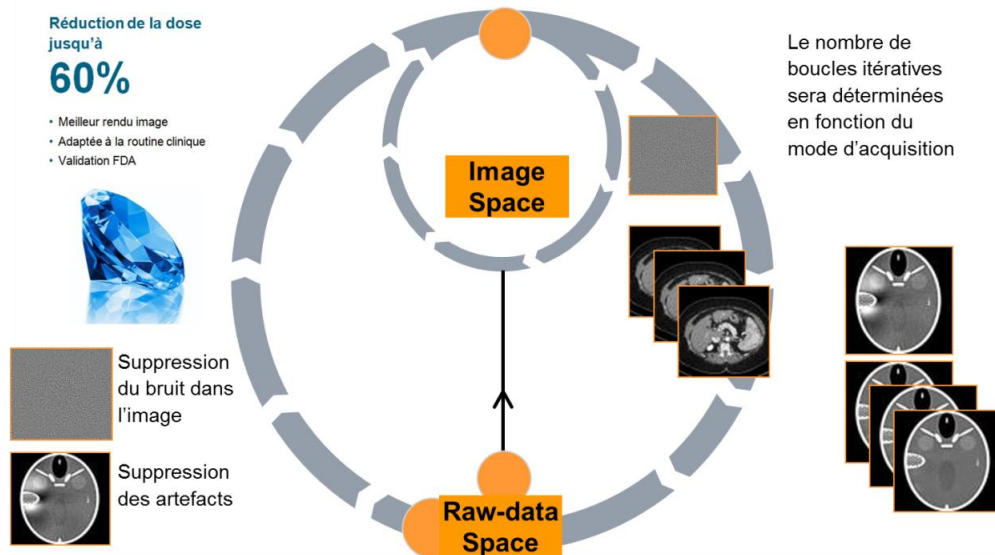 Réduction de la dose
jusqu'à
60%
• Meilleur rendu image
• Adaptée à la routine clinique
• Validation FDA
Le nombre de
boucles itératives
sera déterminées
en fonction du
mode d'acquisition
Image
Space
Suppression
du bruit dans
l'image
Suppression
des artefacts
Raw-data
Space